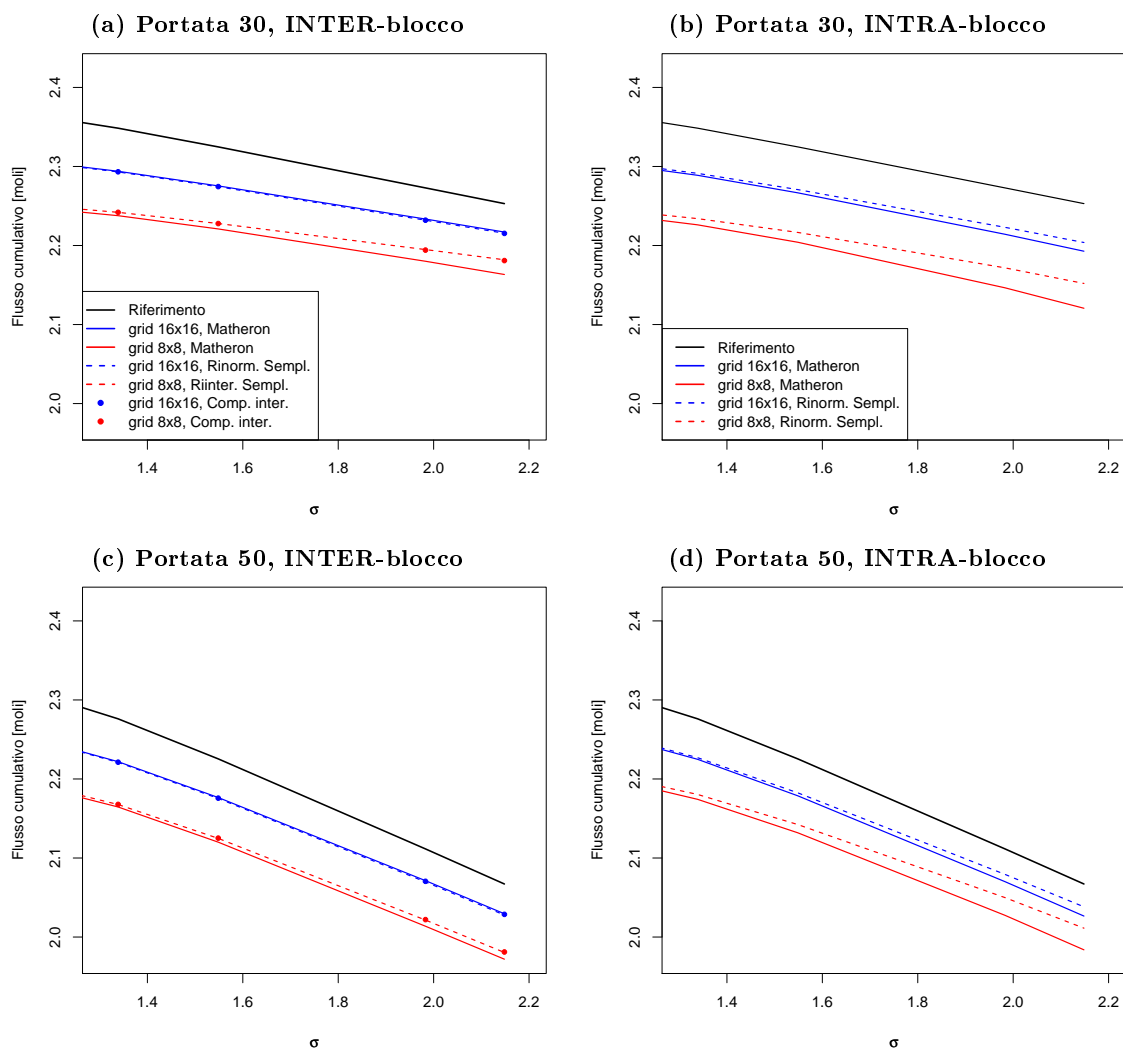 (a) Portata 30, INTER-blocco
Flusso cumulativo [moli]
2.4
2.3
2.2
2.1
2.0
Riferimento
grid 16x16, Matheron
grid 8x8, Matheron
grid 16x16, Rinorm. Sempl.
grid 8x8, Riinter. Sempl.
grid 16x16, Comp. inter.
grid 8x8, Comp. inter.
1.4 1.6 1.8 2.0 2.2
σ
(b) Portata 30, INTRA-blocco
Flusso cumulativo [moli]
2.4
2.3
2.2
2.1
2.0
Riferimento
grid 16x16, Matheron
grid 8x8, Matheron
grid 16x16, Rinorm. Sempl.
grid 8x8, Rinorm. Sempl.
1.4 1.6 1.8 2.0 2.2
σ
(c) Portata 50, INTER-blocco
Flusso cumulativo [moli]
2.4
2.3
2.2
2.1
2.0
1.4 1.6 1.8 2.0 2.2
σ
(d) Portata 50, INTRA-blocco
Flusso cumulativo [moli]
2.4
2.3
2.2
2.1
2.0
1.4 1.6 1.8 2.0 2.2
σ